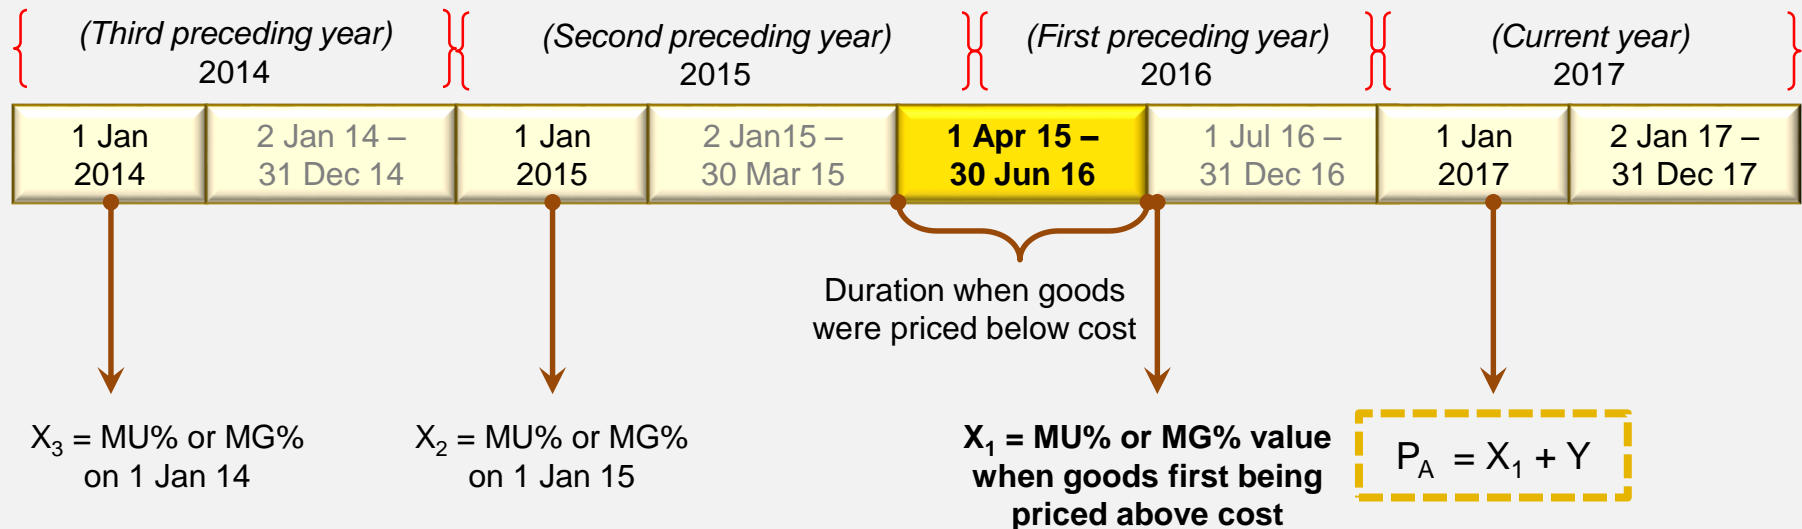 (Third preceding year)
2014
(Second preceding year)
2015
(First preceding year)
2016
(Current year)
2017
1 Jan
2014
2 Jan 14 –
31 Dec 14
1 Jan
2015
2 Jan15 –
30 Mar 15
1 Apr 15 –
30 Jun 16
1 Jul 16 –
31 Dec 16
1 Jan
2017
2 Jan 17 –
31 Dec 17
Duration when goods
were priced below cost
X₃ = MU% or MG%
on 1 Jan 14
X₂ = MU% or MG%
on 1 Jan 15
X₁ = MU% or MG% value
when goods first being
priced above cost
P_A = X₁ + Y